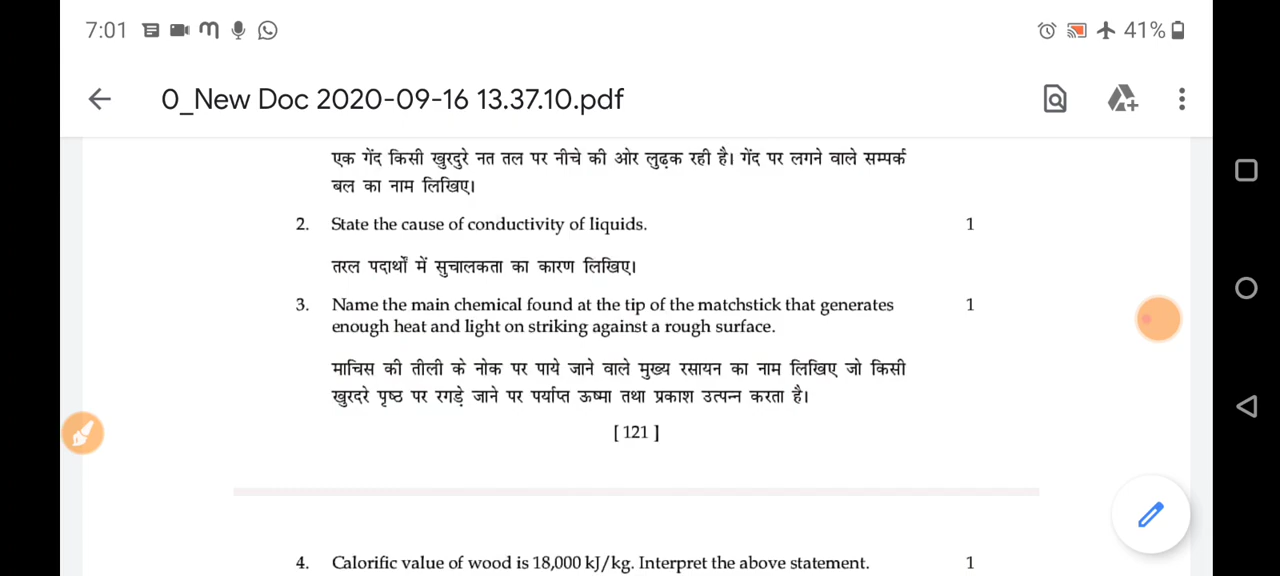 7:01
41%
0_New Doc 2020-09-16 13.37.10.pdf
एक गेंद किसी खुरदुरे नत तल पर नीचे की ओर लुढ़क रही है। गेंद पर लगने वाले सम्पर्क
बल का नाम लिखिए।
2. State the cause of conductivity of liquids. 1
तरल पदार्थों में सुचालकता का कारण लिखिए।
3. Name the main chemical found at the tip of the matchstick that generates 1
enough heat and light on striking against a rough surface.
माचिस की तीली के नोक पर पाये जाने वाले मुख्य रसायन का नाम लिखिए जो किसी
खुरदरे पृष्ठ पर रगड़े जाने पर पर्याप्त ऊष्मा तथा प्रकाश उत्पन्न करता है।
[ 121 ]
4. Calorific value of wood is 18,000 kJ/kg. Interpret the above statement. 1